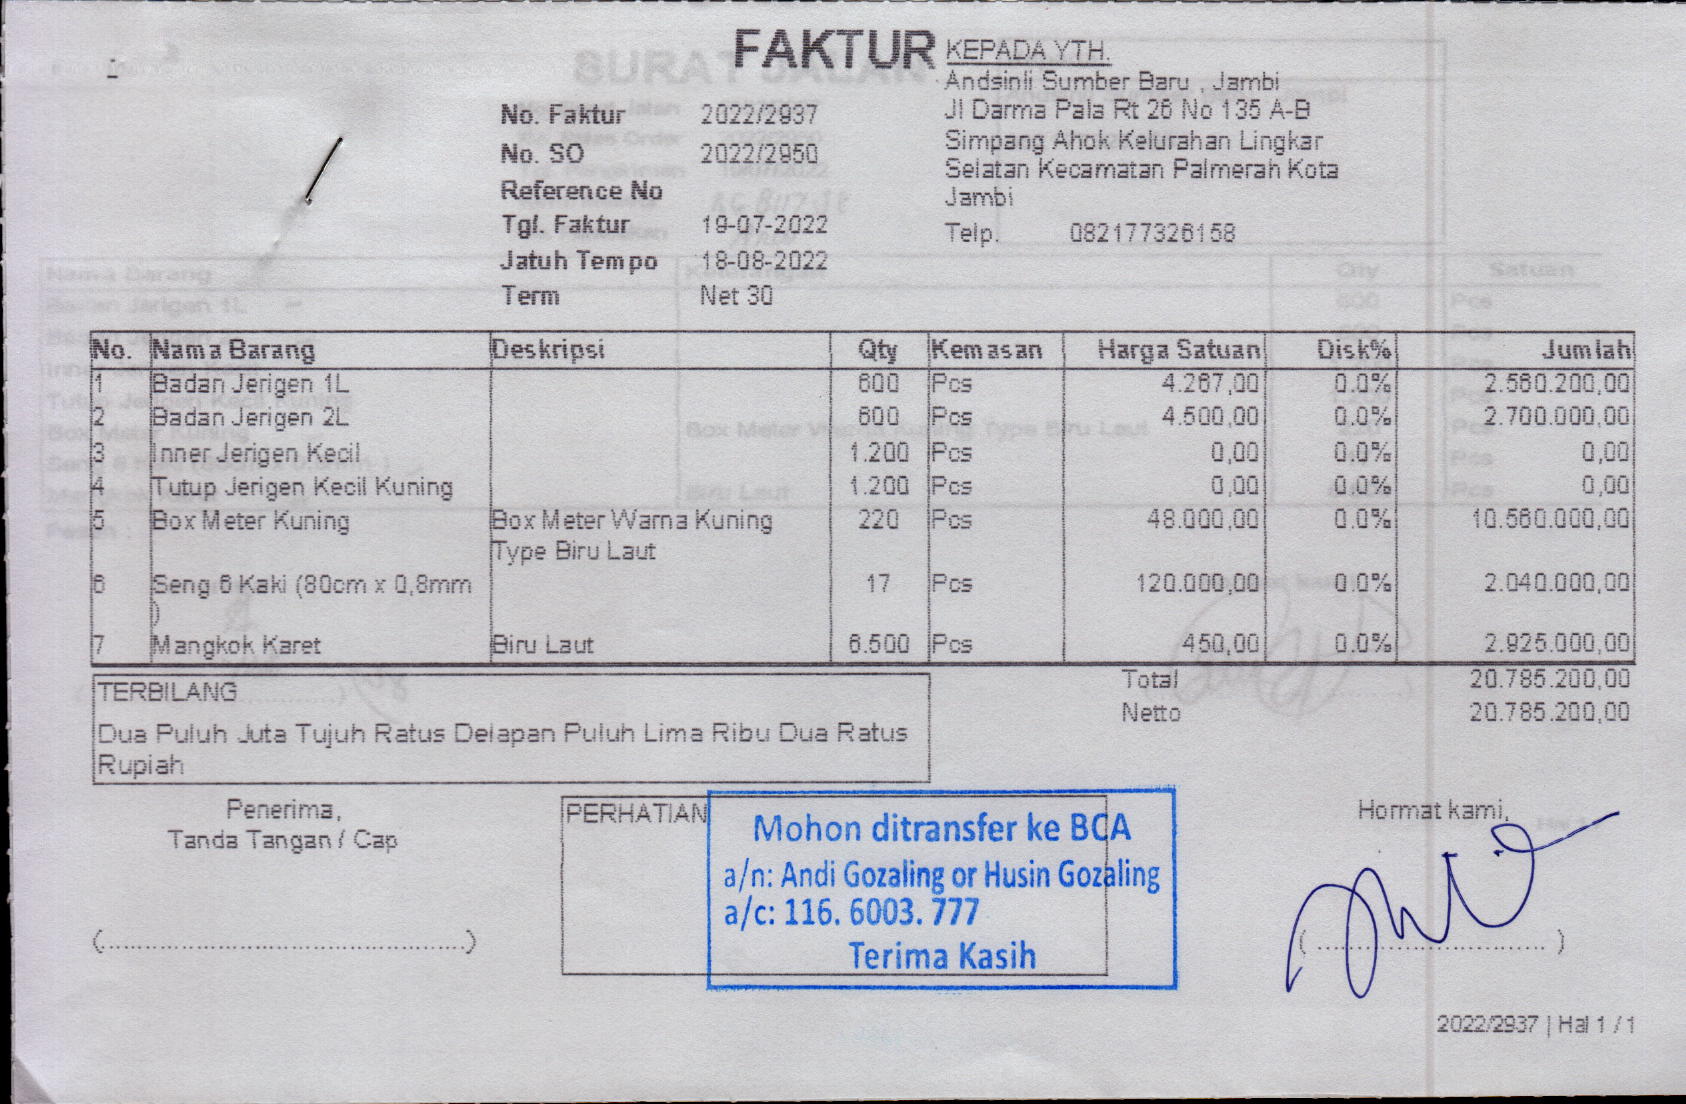 FAKTUR
KEPADA YTH.
Andsinli Sumber Baru , Jambi
Jl Darma Pala Rt 26 No 135 A-B
Simpang Ahok Kelurahan Lingkar
Selatan Kecamatan Palmerah Kota
Jambi
Telp. 082177326158
No. Faktur 2022/2937
No. SO 2022/2950
Reference No
Tgl. Faktur 19-07-2022
Jatuh Tempo 18-08-2022
Term Net 30
No. Nama Barang Deskripsi Qty Kemasan Harga Satuan Disk% Jumlah
1 Badan Jerigen 1L 600 Pcs 4.267,00 0.0% 2.560.200,00
2 Badan Jerigen 2L 600 Pcs 4.500,00 0.0% 2.700.000,00
3 Inner Jerigen Kecil 1.200 Pcs 0,00 0.0% 0,00
4 Tutup Jerigen Kecil Kuning 1.200 Pcs 0,00 0.0% 0,00
5 Box Meter Kuning Box Meter Warna Kuning 220 Pcs 48.000,00 0.0% 10.560.000,00
Type Biru Laut
6 Seng 6 Kaki (80cm x 0,8mm 17 Pcs 120.000,00 0.0% 2.040.000,00
)
7 Mangkok Karet Biru Laut 6.500 Pcs 450,00 0.0% 2.925.000,00
Total 20.785.200,00
Netto 20.785.200,00
TERBILANG
Dua Puluh Juta Tujuh Ratus Delapan Puluh Lima Ribu Dua Ratus
Rupiah
Penerima,
Tanda Tangan / Cap
(..............................................)
PERHATIAN
Mohon ditransfer ke BCA
a/n: Andi Gozaling or Husin Gozaling
a/c: 116. 6003. 777
Terima Kasih
Hormat kami,
( .............................. )
2022/2937 | Hal 1 / 1